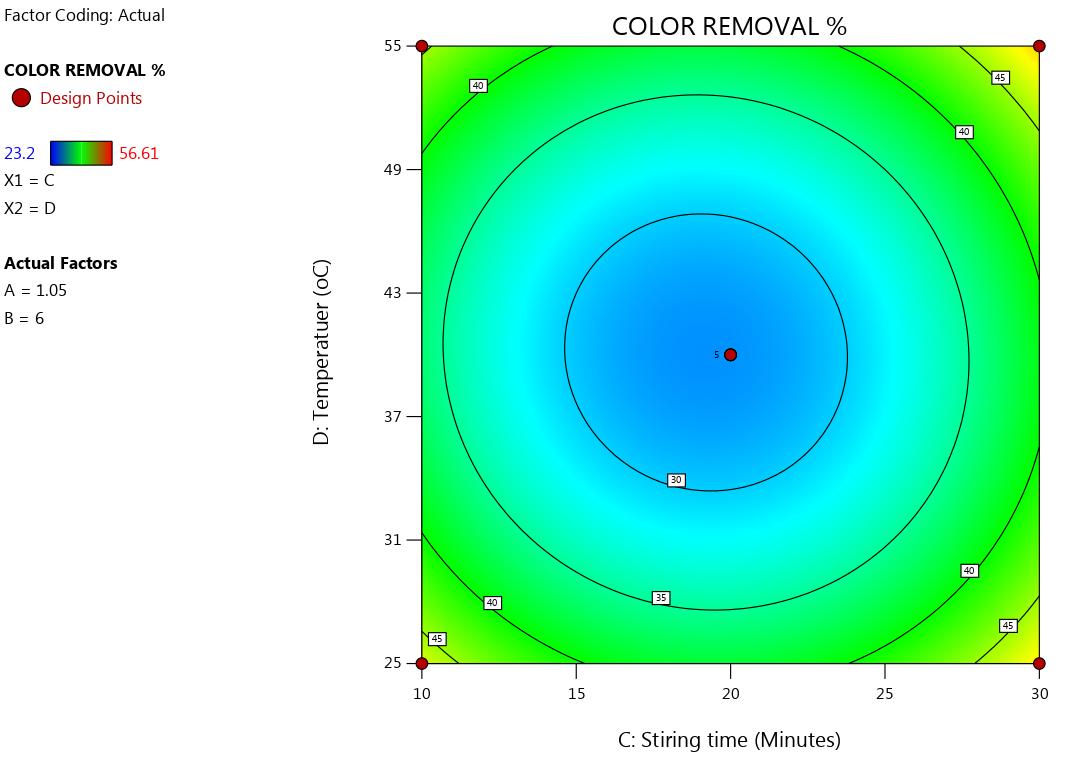 Factor Coding: Actual
COLOR REMOVAL %
Design Points
23.2 56.61
X1 = C
X2 = D
Actual Factors
A = 1.05
B = 6
COLOR REMOVAL %
55
49
43
37
31
25
D: Temperatuer (oC)
40
45
40
5
30
35
40
40
45
45
10 15 20 25 30
C: Stiring time (Minutes)